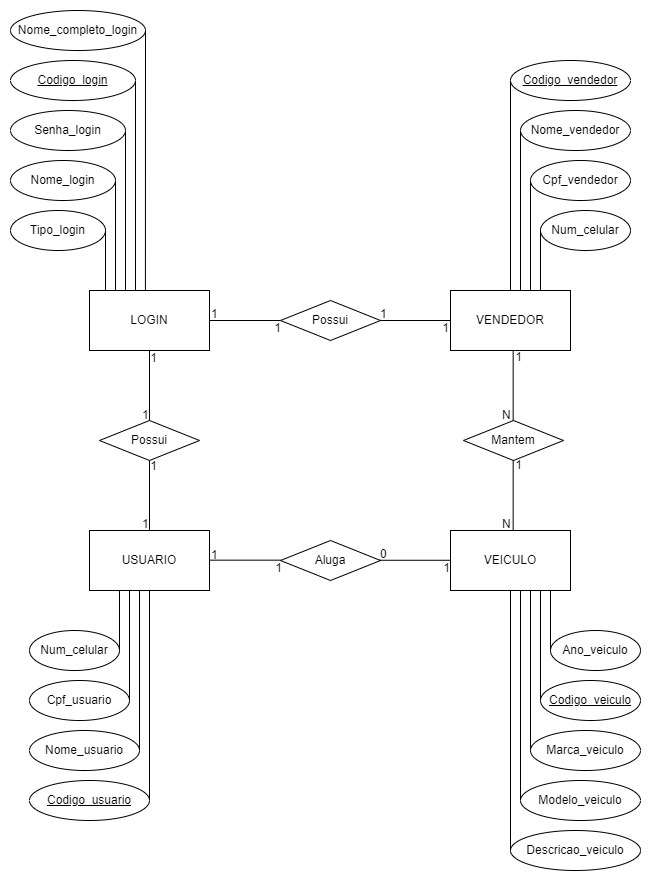 Nome_completo_login
Codigo_login
Codigo_vendedor
Senha_login
Nome_vendedor
Nome_login
Cpf_vendedor
Tipo_login
Num_celular
LOGIN
1
1
Possui
1
1
VENDEDOR
1
1
1
N
Possui
Mantem
1
1
1
N
USUARIO
1
1
Aluga
0
1
VEICULO
Num_celular
Ano_veiculo
Cpf_usuario
Codigo_veiculo
Nome_usuario
Marca_veiculo
Codigo_usuario
Modelo_veiculo
Descricao_veiculo